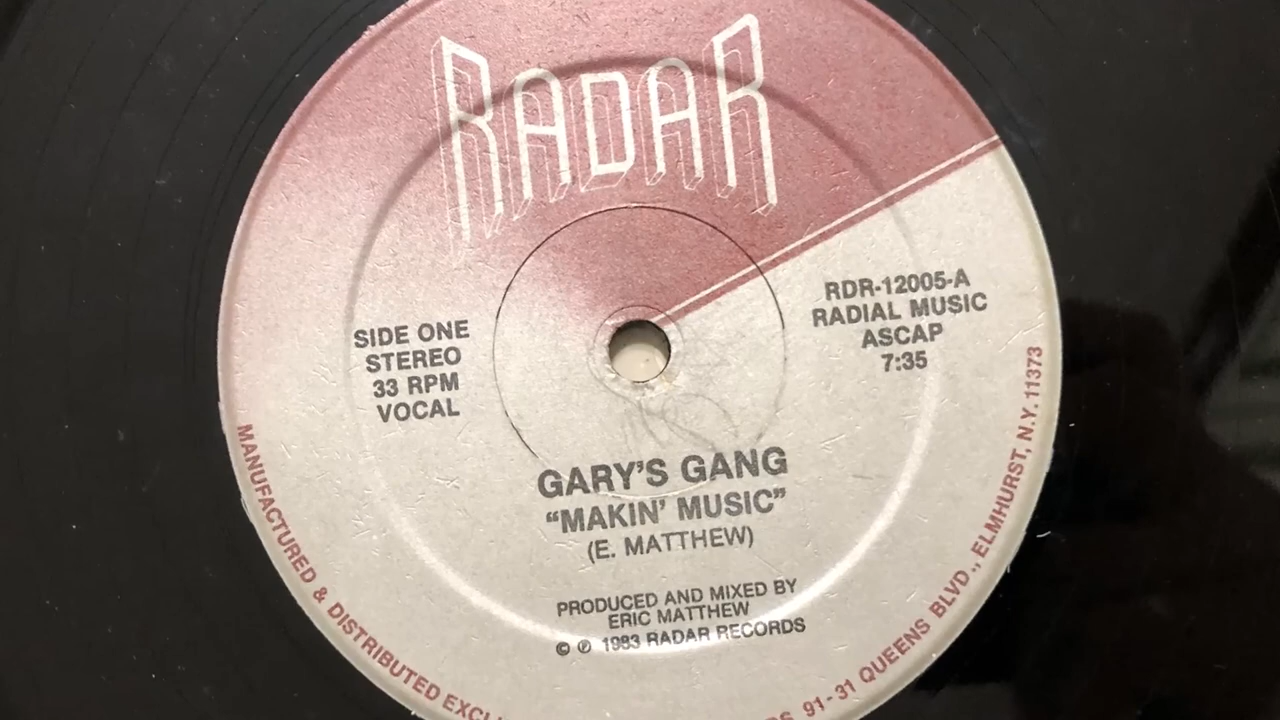 RADAR
SIDE ONE
STEREO
33 RPM
VOCAL
RDR-12005-A
RADIAL MUSIC
ASCAP
7:35
GARY'S GANG
“MAKIN' MUSIC”
(E. MATTHEW)
PRODUCED AND MIXED BY
ERIC MATTHEW
© ℗ 1983 RADAR RECORDS
MANUFACTURED & DISTRIBUTED 91-31 QUEENS BLVD., ELMHURST, N.Y. 11373